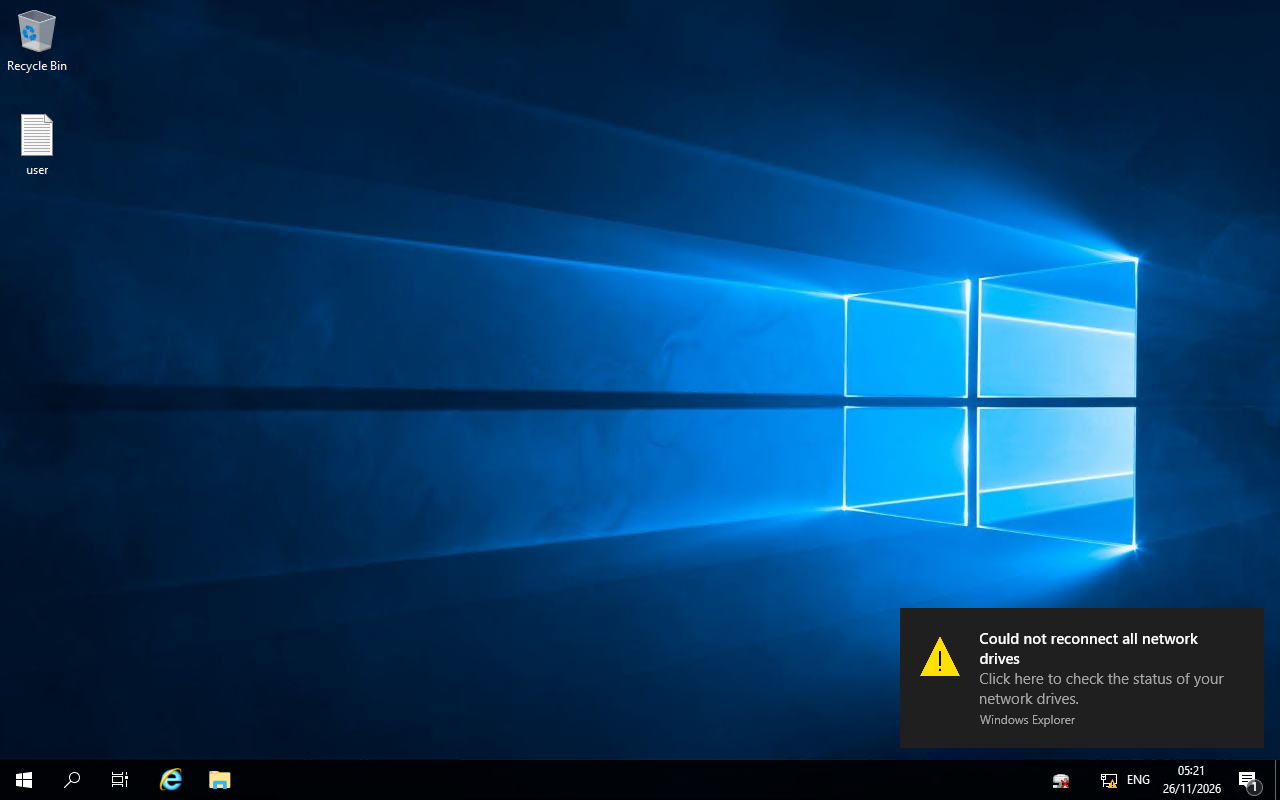 Recycle Bin
user
Could not reconnect all network
drives
Click here to check the status of your
network drives.
Windows Explorer
ENG
05:21
26/11/2026
1